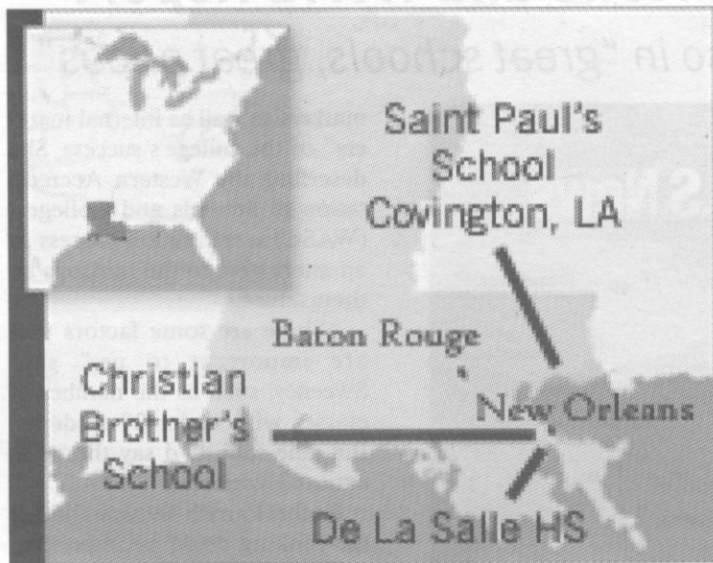 Saint Paul's
School
Covington, LA
Baton Rouge
New Orleans
Christian
Brother's
School
De La Salle HS